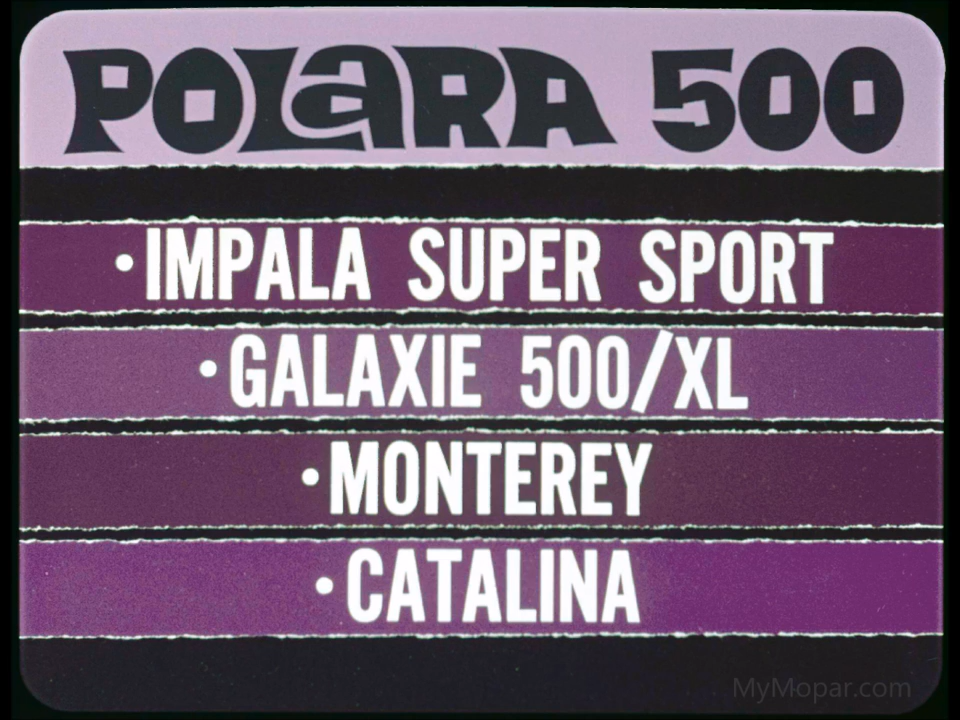 POLARA 500
• IMPALA SUPER SPORT
• GALAXIE 500/XL
• MONTEREY
• CATALINA
MyMopar.com